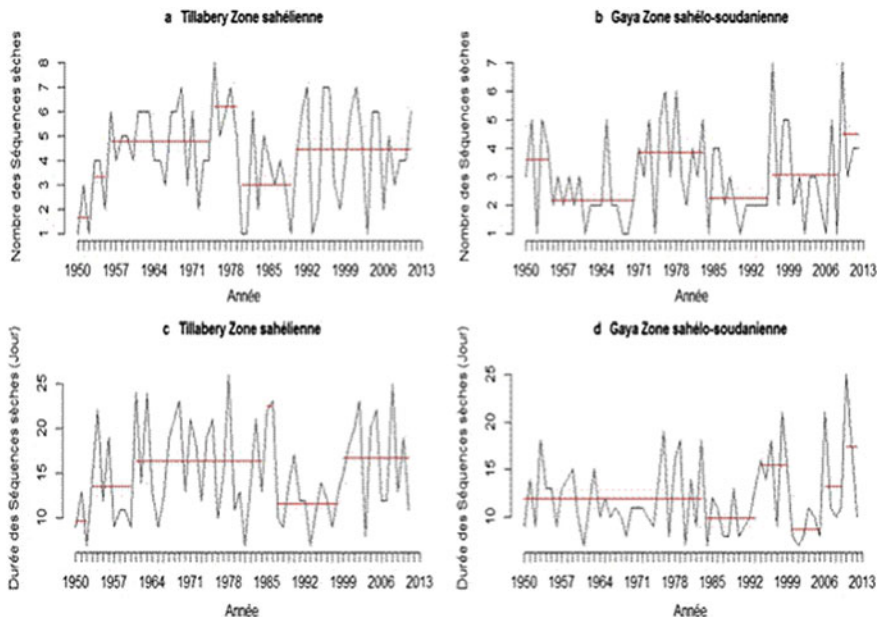 a Tillabery Zone sahélienne
Nombre des Séquences sèches
8
7
6
5
4
3
2
1
1950 1957 1964 1971 1978 1985 1992 1999 2006 2013
Année
b Gaya Zone sahélo-soudanienne
Nombre des Séquences sèches
7
6
5
4
3
2
1
1950 1957 1964 1971 1978 1985 1992 1999 2006 2013
Année
c Tillabery Zone sahélienne
Durée des Séquences sèches (Jour)
25
20
15
10
1950 1957 1964 1971 1978 1985 1992 1999 2006 2013
Année
d Gaya Zone sahélo-soudanienne
Durée des Séquences sèches (Jour)
25
20
15
10
1950 1957 1964 1971 1978 1985 1992 1999 2006 2013
Année